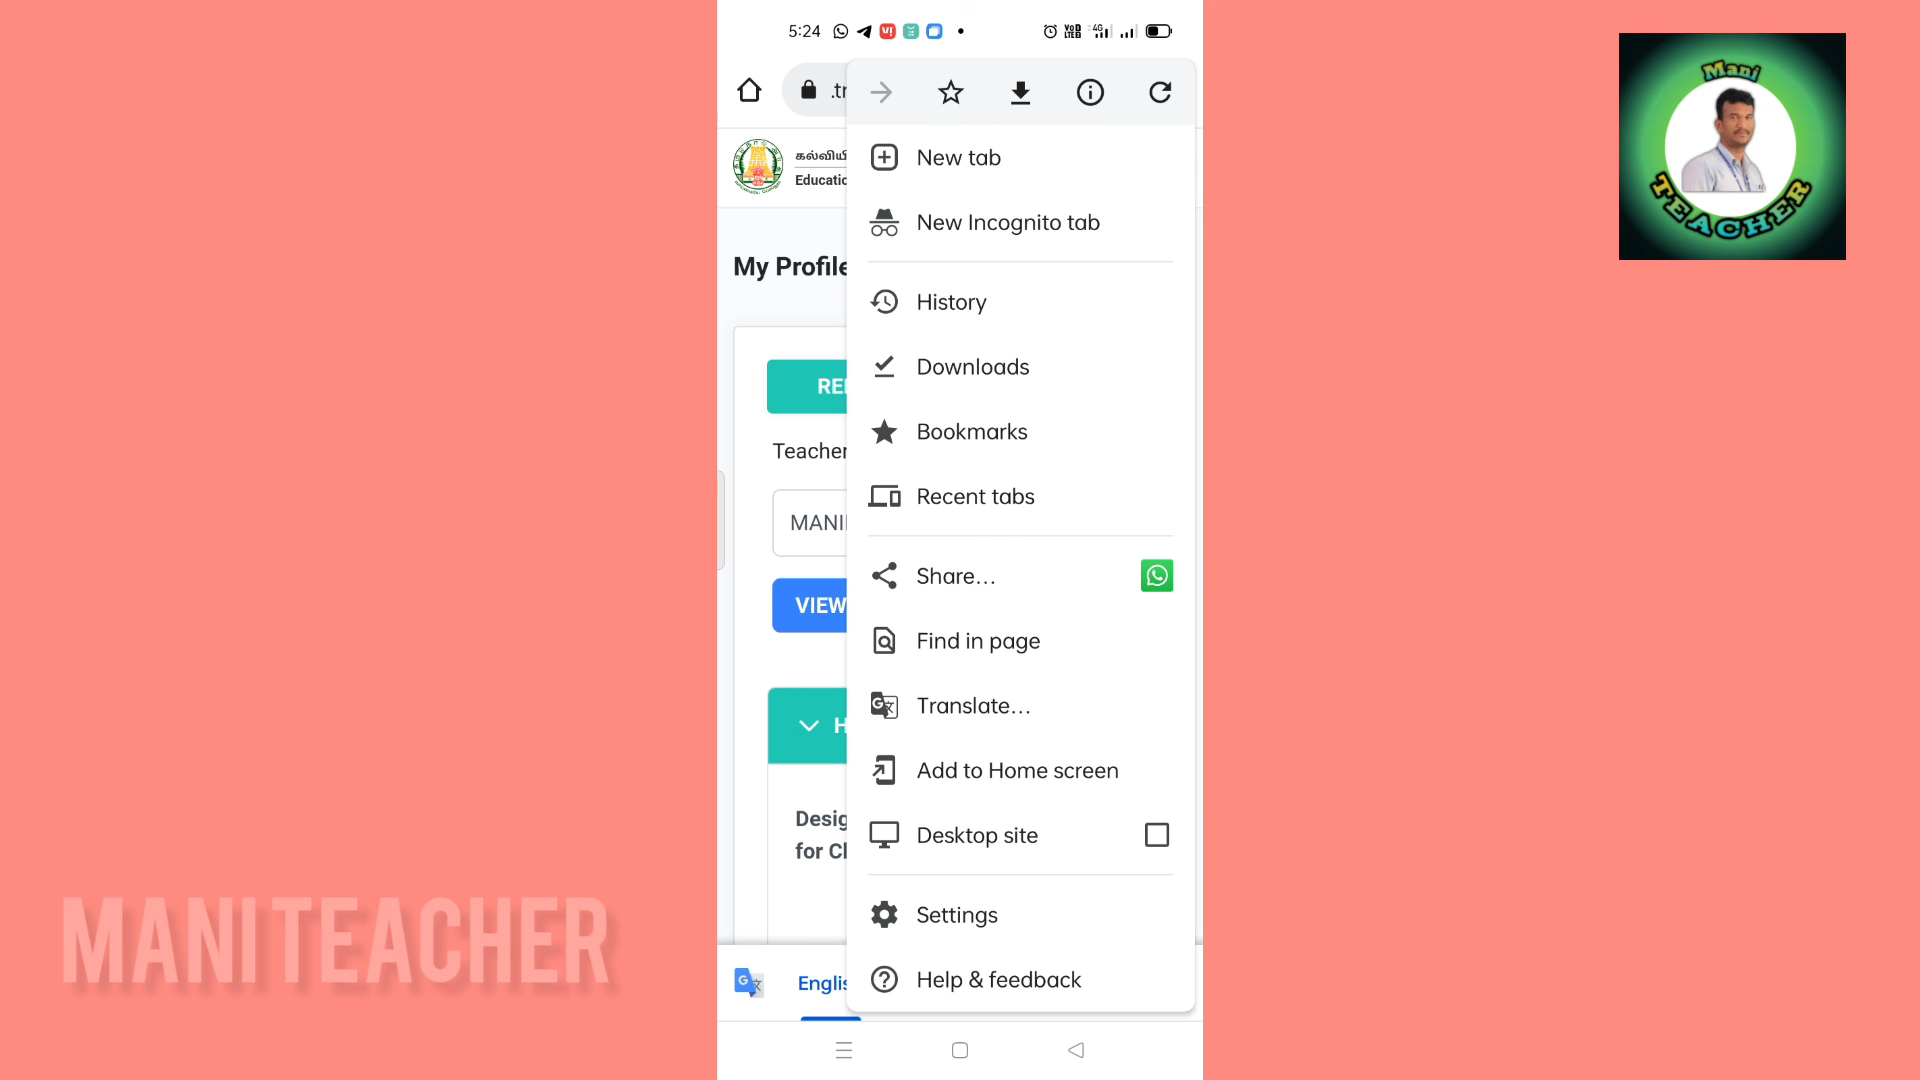 5:24
.tr
கல்வியி
Educatio
My Profile
Teacher
MANI
VIEW
Desig
for Cl
Englis
New tab
New Incognito tab
History
Downloads
Bookmarks
Recent tabs
Share...
Find in page
Translate...
Add to Home screen
Desktop site
Settings
Help & feedback
Mani
TEACHER
MANI TEACHER